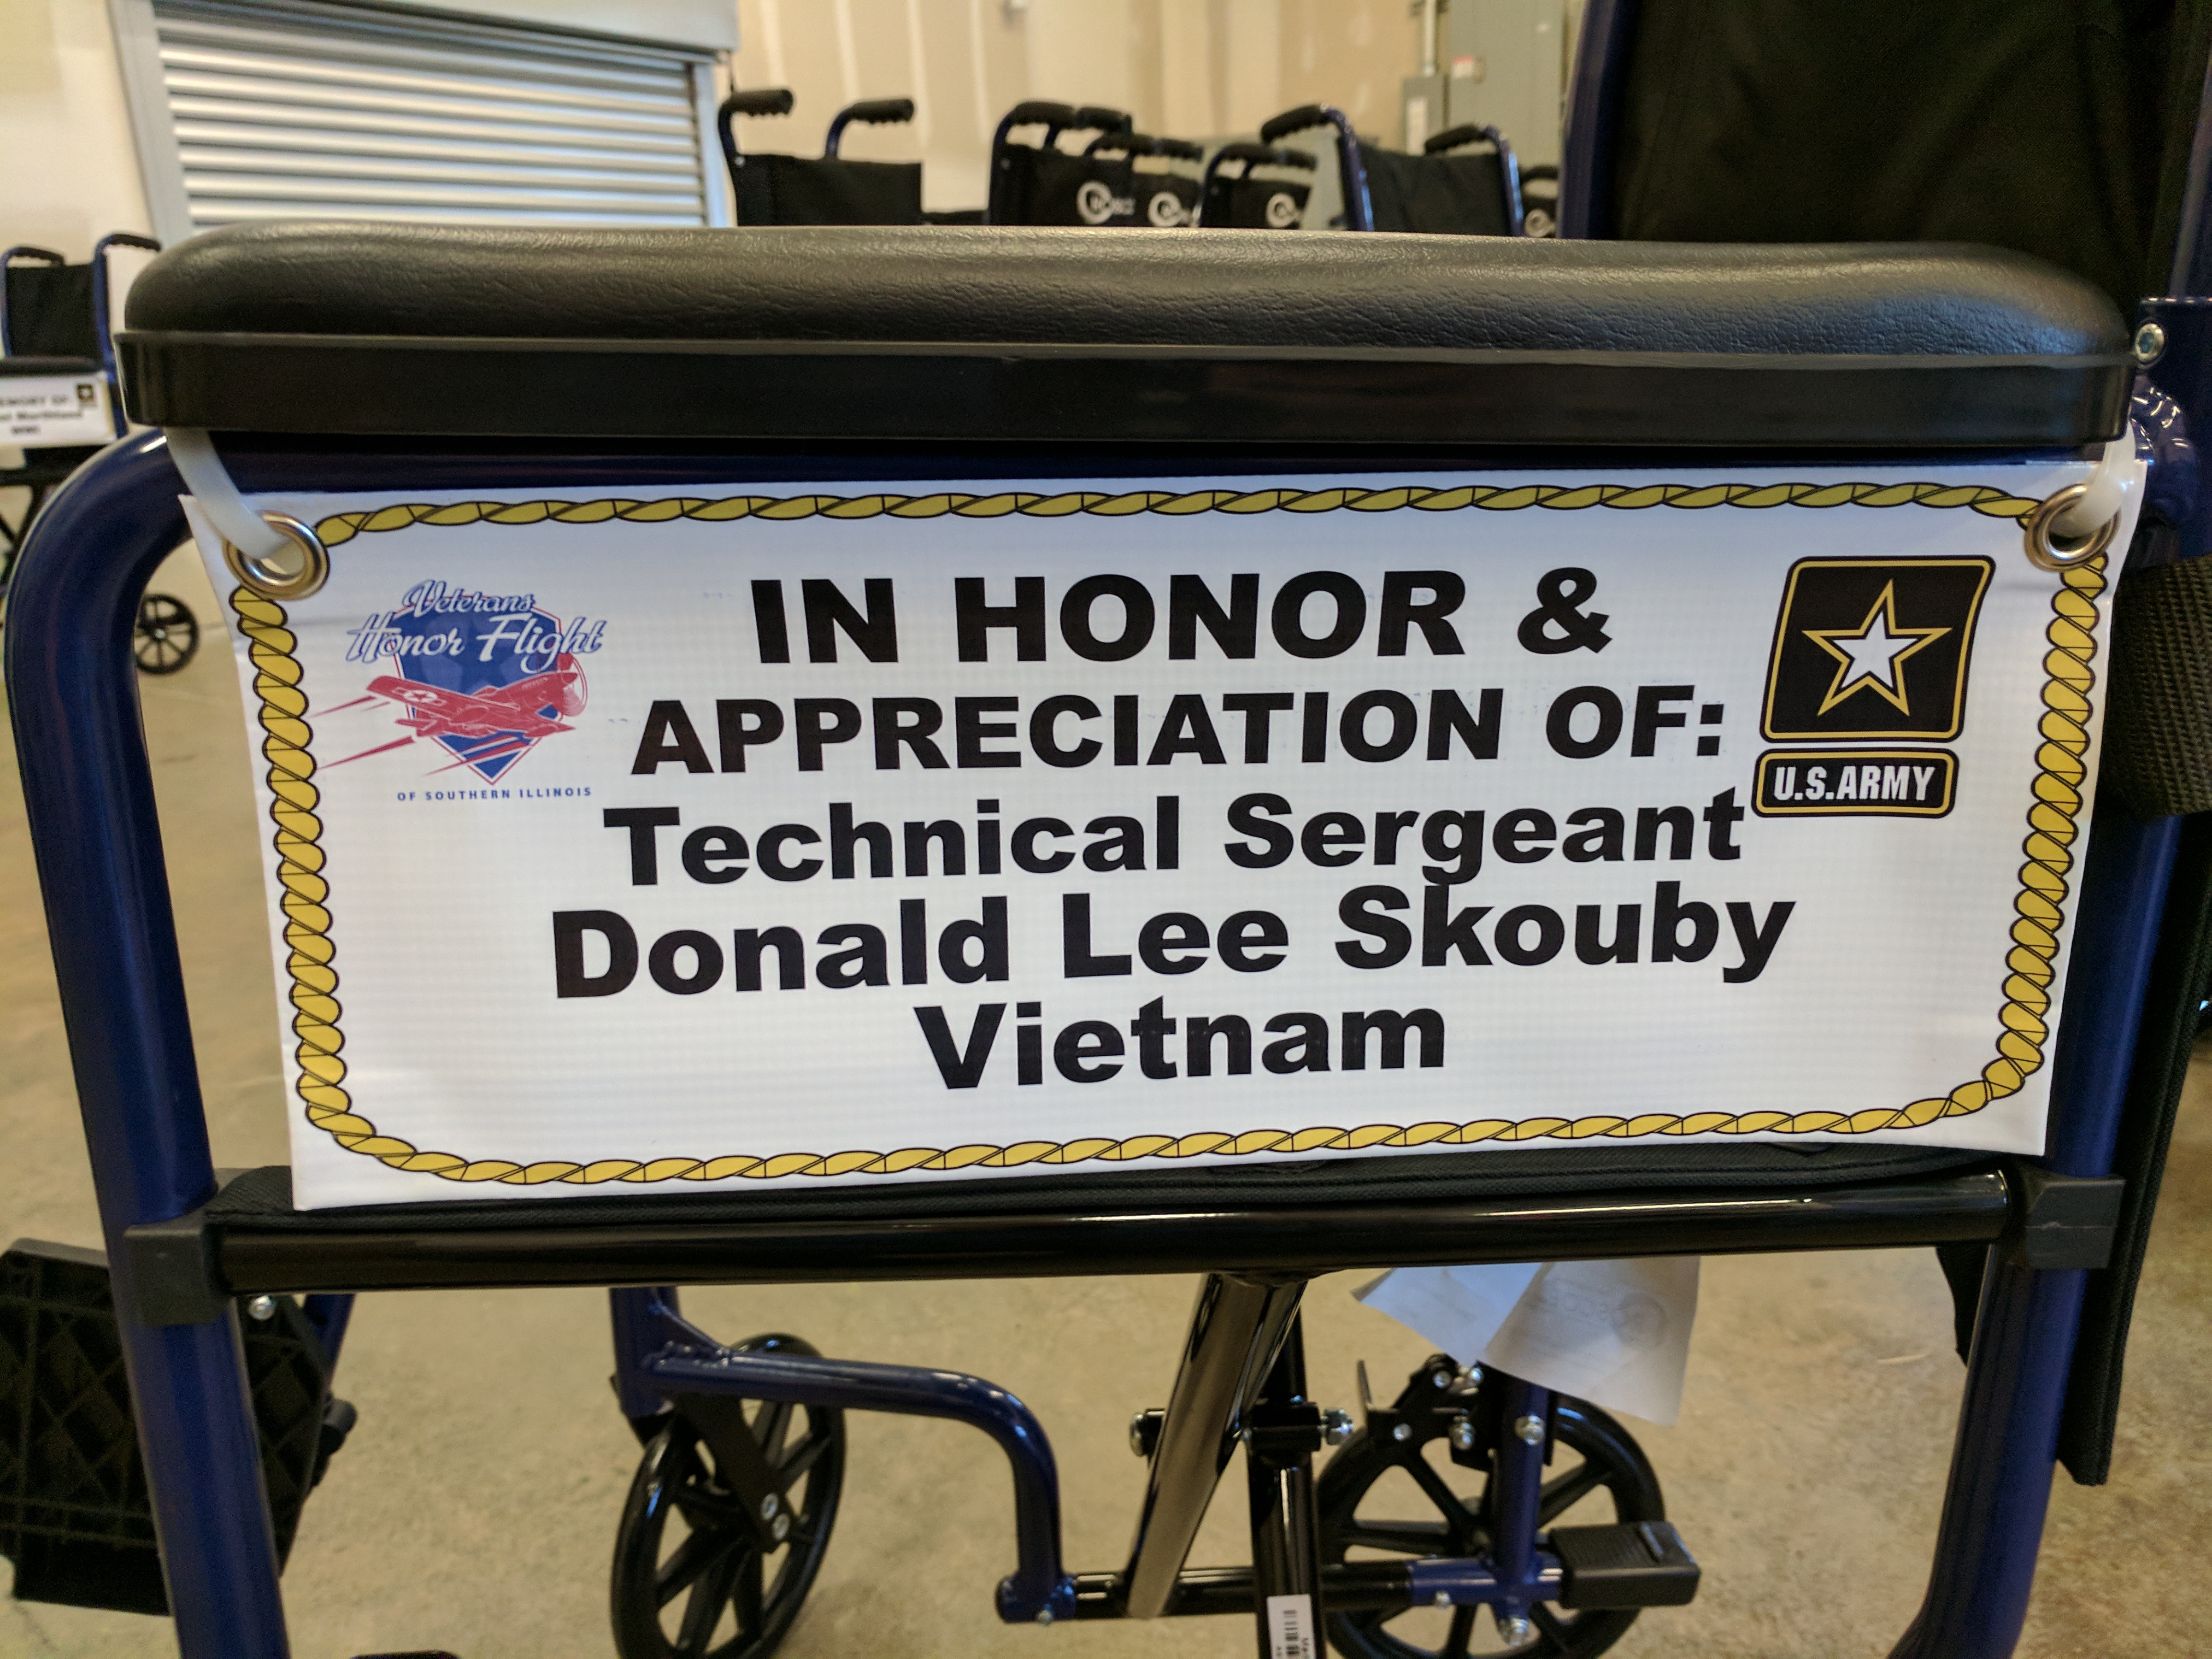 Veterans
Honor Flight
OF SOUTHERN ILLINOIS
IN HONOR &
APPRECIATION OF:
Technical Sergeant
Donald Lee Skouby
Vietnam
U.S.ARMY